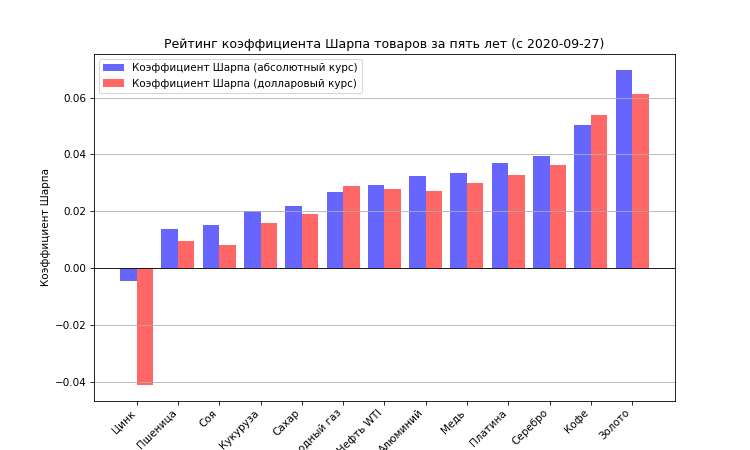 Рейтинг коэффициента Шарпа товаров за пять лет (с 2020-09-27)
Коэффициент Шарпа (абсолютный курс)
Коэффициент Шарпа (долларовый курс)
Коэффициент Шарпа
0.06
0.04
0.02
0.00
−0.02
−0.04
Цинк
Пшеница
Соя
Кукуруза
Сахар
одный газ
Нефть WTI
Алюминий
Медь
Платина
Серебро
Кофе
Золото